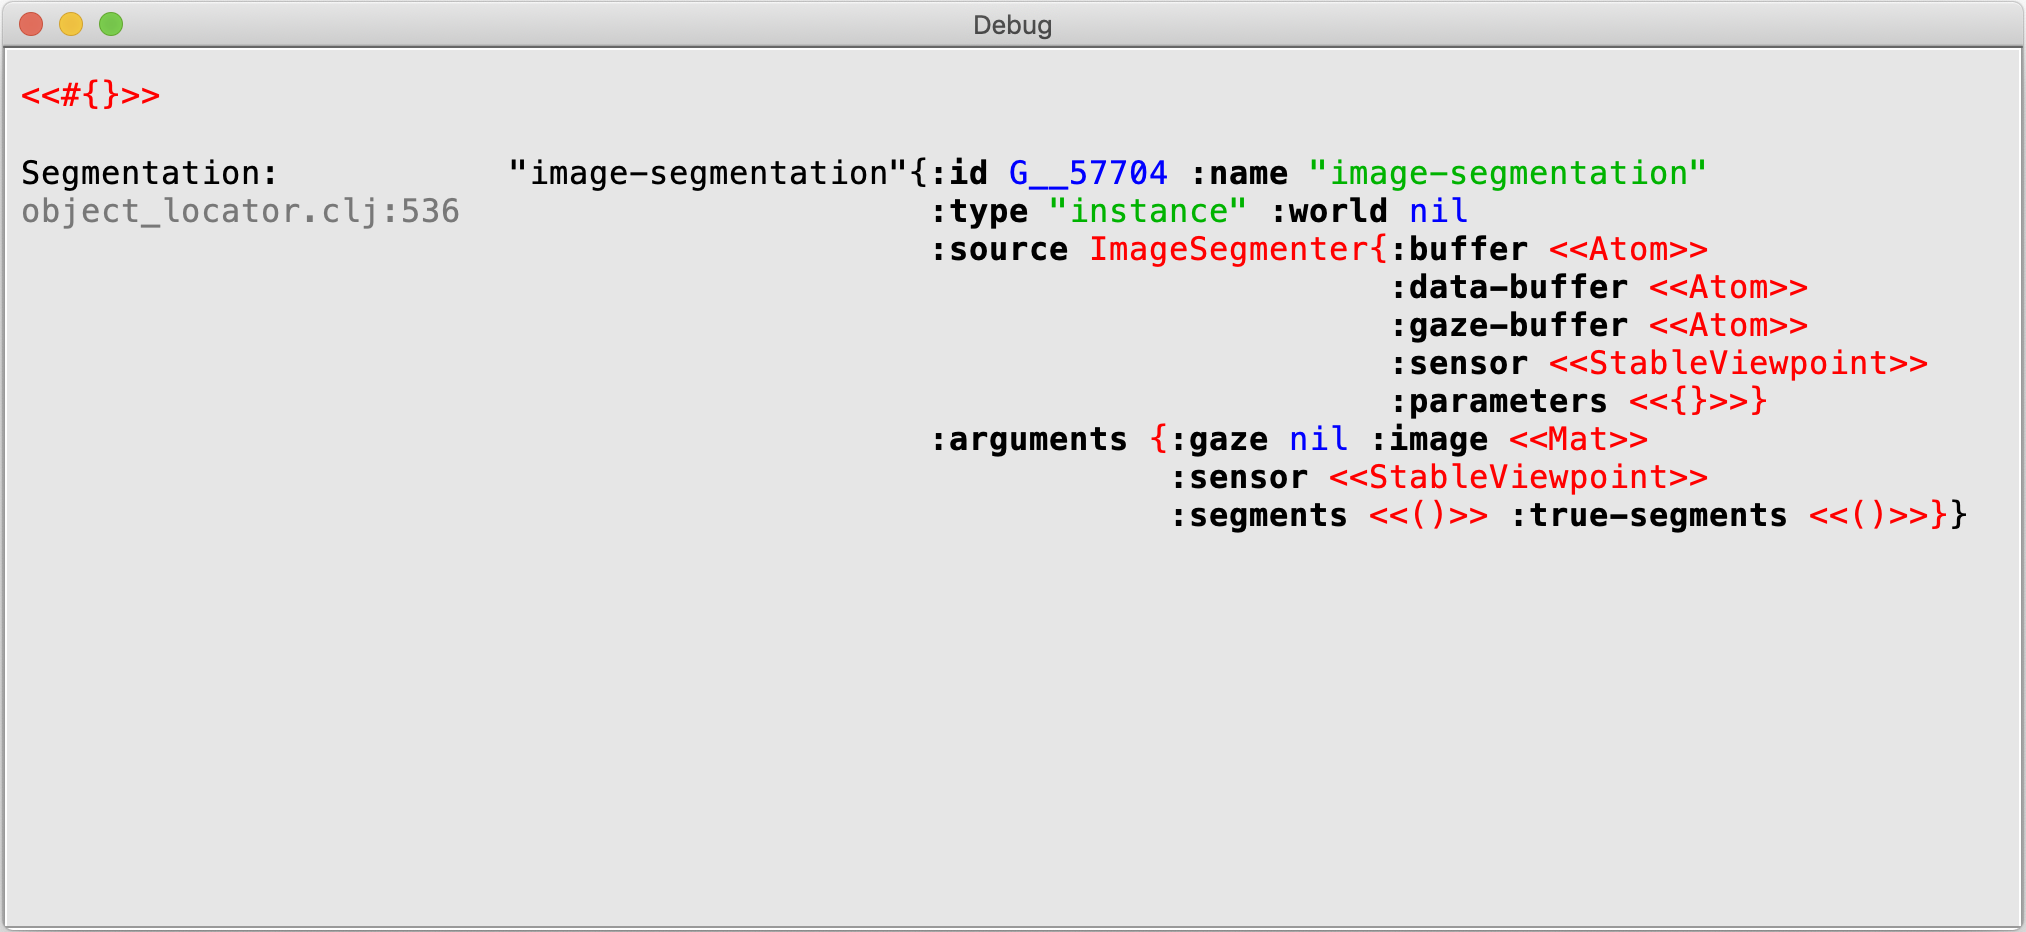 Debug
<<#{}>>
Segmentation: "image-segmentation"{:id G__57704 :name "image-segmentation"
object_locator.clj:536 :type "instance" :world nil
:source ImageSegmenter{:buffer <<Atom>>
:data-buffer <<Atom>>
:gaze-buffer <<Atom>>
:sensor <<StableViewpoint>>
:parameters <<{}>>}
:arguments {:gaze nil :image <<Mat>>
:sensor <<StableViewpoint>>
:segments <<()>> :true-segments <<()>>}}